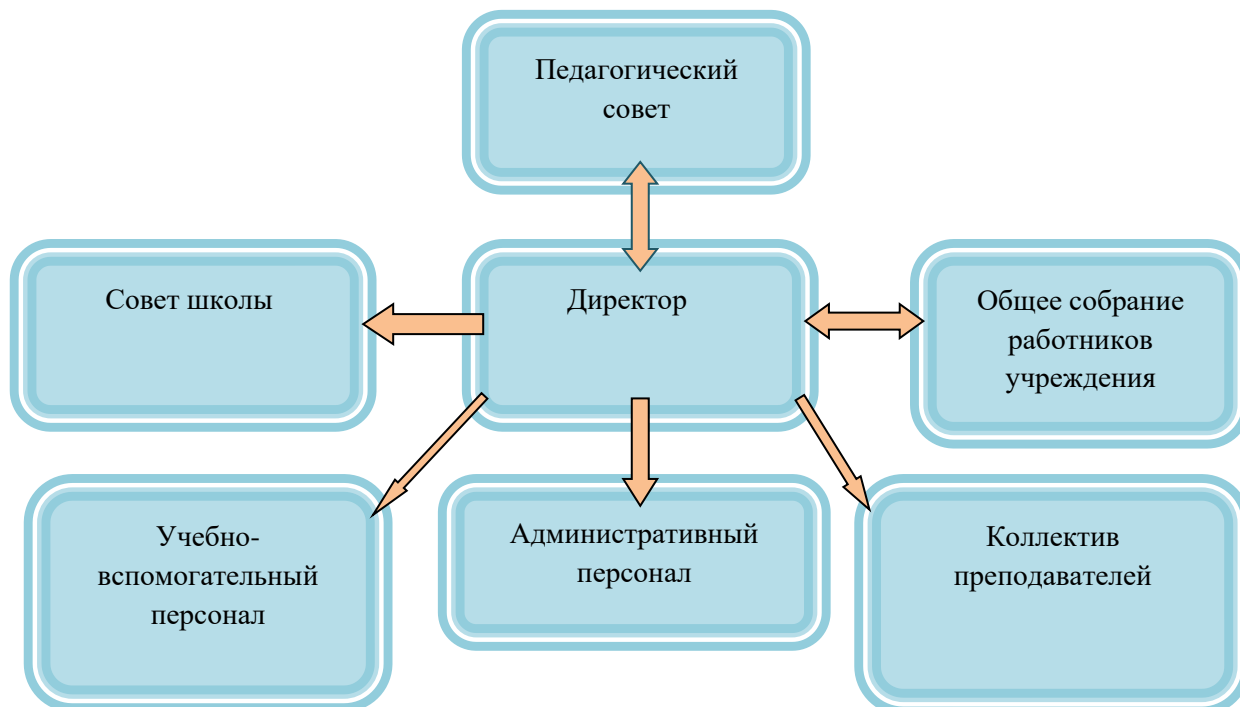 Педагогический
совет
Совет школы
Директор
Общее собрание
работников
учреждения
Учебно-
вспомогательный
персонал
Административный
персонал
Коллектив
преподавателей